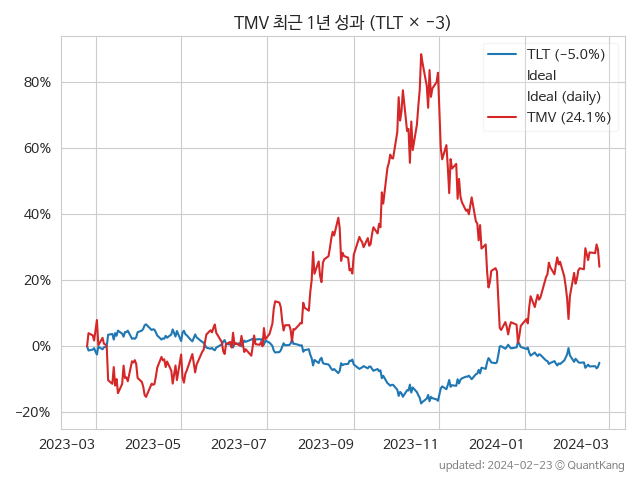 TMV 최근 1년 성과 (TLT × −3)
TLT (−5.0%)
Ideal
Ideal (daily)
TMV (24.1%)
80%
60%
40%
20%
0%
−20%
2023−03 2023−05 2023−07 2023−09 2023−11 2024−01 2024−03
updated: 2024−02−23 ⓒ QuantKang